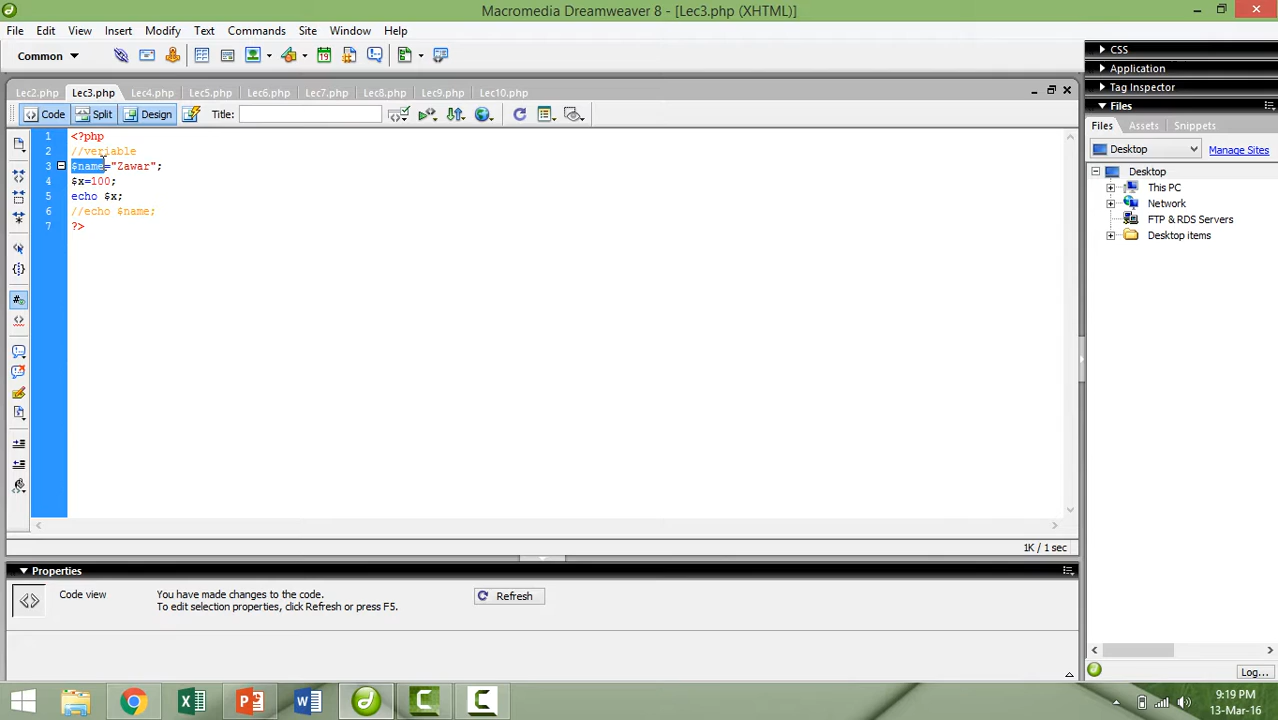 Macromedia Dreamweaver 8 - [Lec3.php (XHTML)]
File Edit View Insert Modify Text Commands Site Window Help
Common
Lec2.php Lec3.php Lec4.php Lec5.php Lec6.php Lec7.php Lec8.php Lec9.php Lec10.php
Code Split Design Title:
1 <?php
2 //veriable
3 $name="Zawar";
4 $x=100;
5 echo $x;
6 //echo $name;
7 ?>
1K / 1 sec
Properties
Code view
You have made changes to the code.
To edit selection properties, click Refresh or press F5.
Refresh
CSS
Application
Tag Inspector
Files
Files Assets Snippets
Desktop Manage Sites
Desktop
This PC
Network
FTP & RDS Servers
Desktop items
Log...
9:19 PM
13-Mar-16